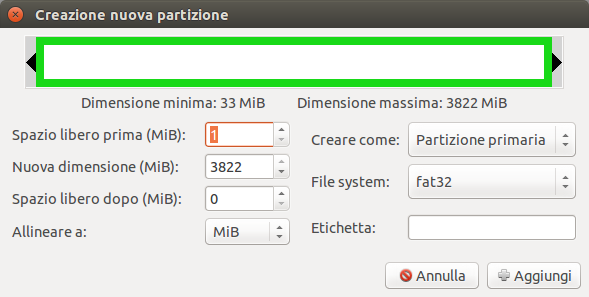 Creazione nuova partizione
Dimensione minima: 33 MiB Dimensione massima: 3822 MiB
Spazio libero prima (MiB): 1 Creare come: Partizione primaria
Nuova dimensione (MiB): 3822
File system: fat32
Spazio libero dopo (MiB): 0
Allineare a: MiB Etichetta:
Annulla Aggiungi